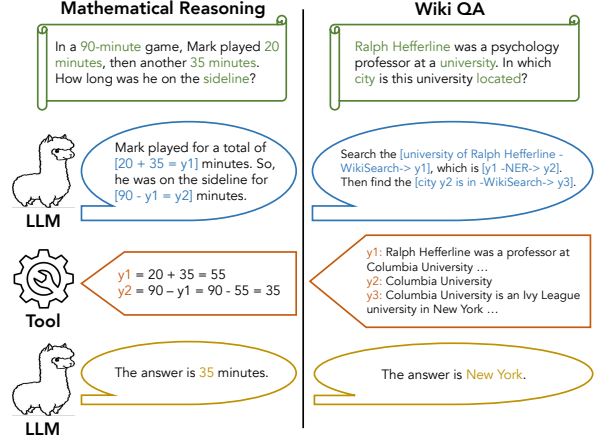 Mathematical Reasoning
In a 90-minute game, Mark played 20
minutes, then another 35 minutes.
How long was he on the sideline?
Mark played for a total of
[20 + 35 = y1] minutes. So,
he was on the sideline for
[90 - y1 = y2] minutes.
LLM
y1 = 20 + 35 = 55
y2 = 90 – y1 = 90 - 55 = 35
Tool
The answer is 35 minutes.
LLM
Wiki QA
Ralph Hefferline was a psychology
professor at a university. In which
city is this university located?
Search the [university of Ralph Hefferline -
WikiSearch-> y1], which is [y1 -NER-> y2].
Then find the [city y2 is in -WikiSearch-> y3].
y1: Ralph Hefferline was a professor at
Columbia University ...
y2: Columbia University
y3: Columbia University is an Ivy League
university in New York ...
The answer is New York.